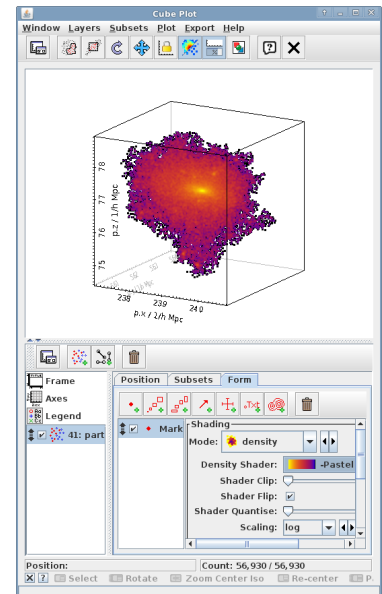 Cube Plot
Window Layers Subsets Plot Export Help
78
77
76
75
p.z / 1/h Mpc
238 239 240
p.x / 1/h Mpc
Frame
Axes
Legend
41: part
Position Subsets Form
Mark
Shading
Mode: density
Density Shader: -Pastel
Shader Clip:
Shader Flip:
Shader Quantise:
Scaling: log
Position: Count: 56,930 / 56,930
Select Rotate Zoom Center Iso Re-center P